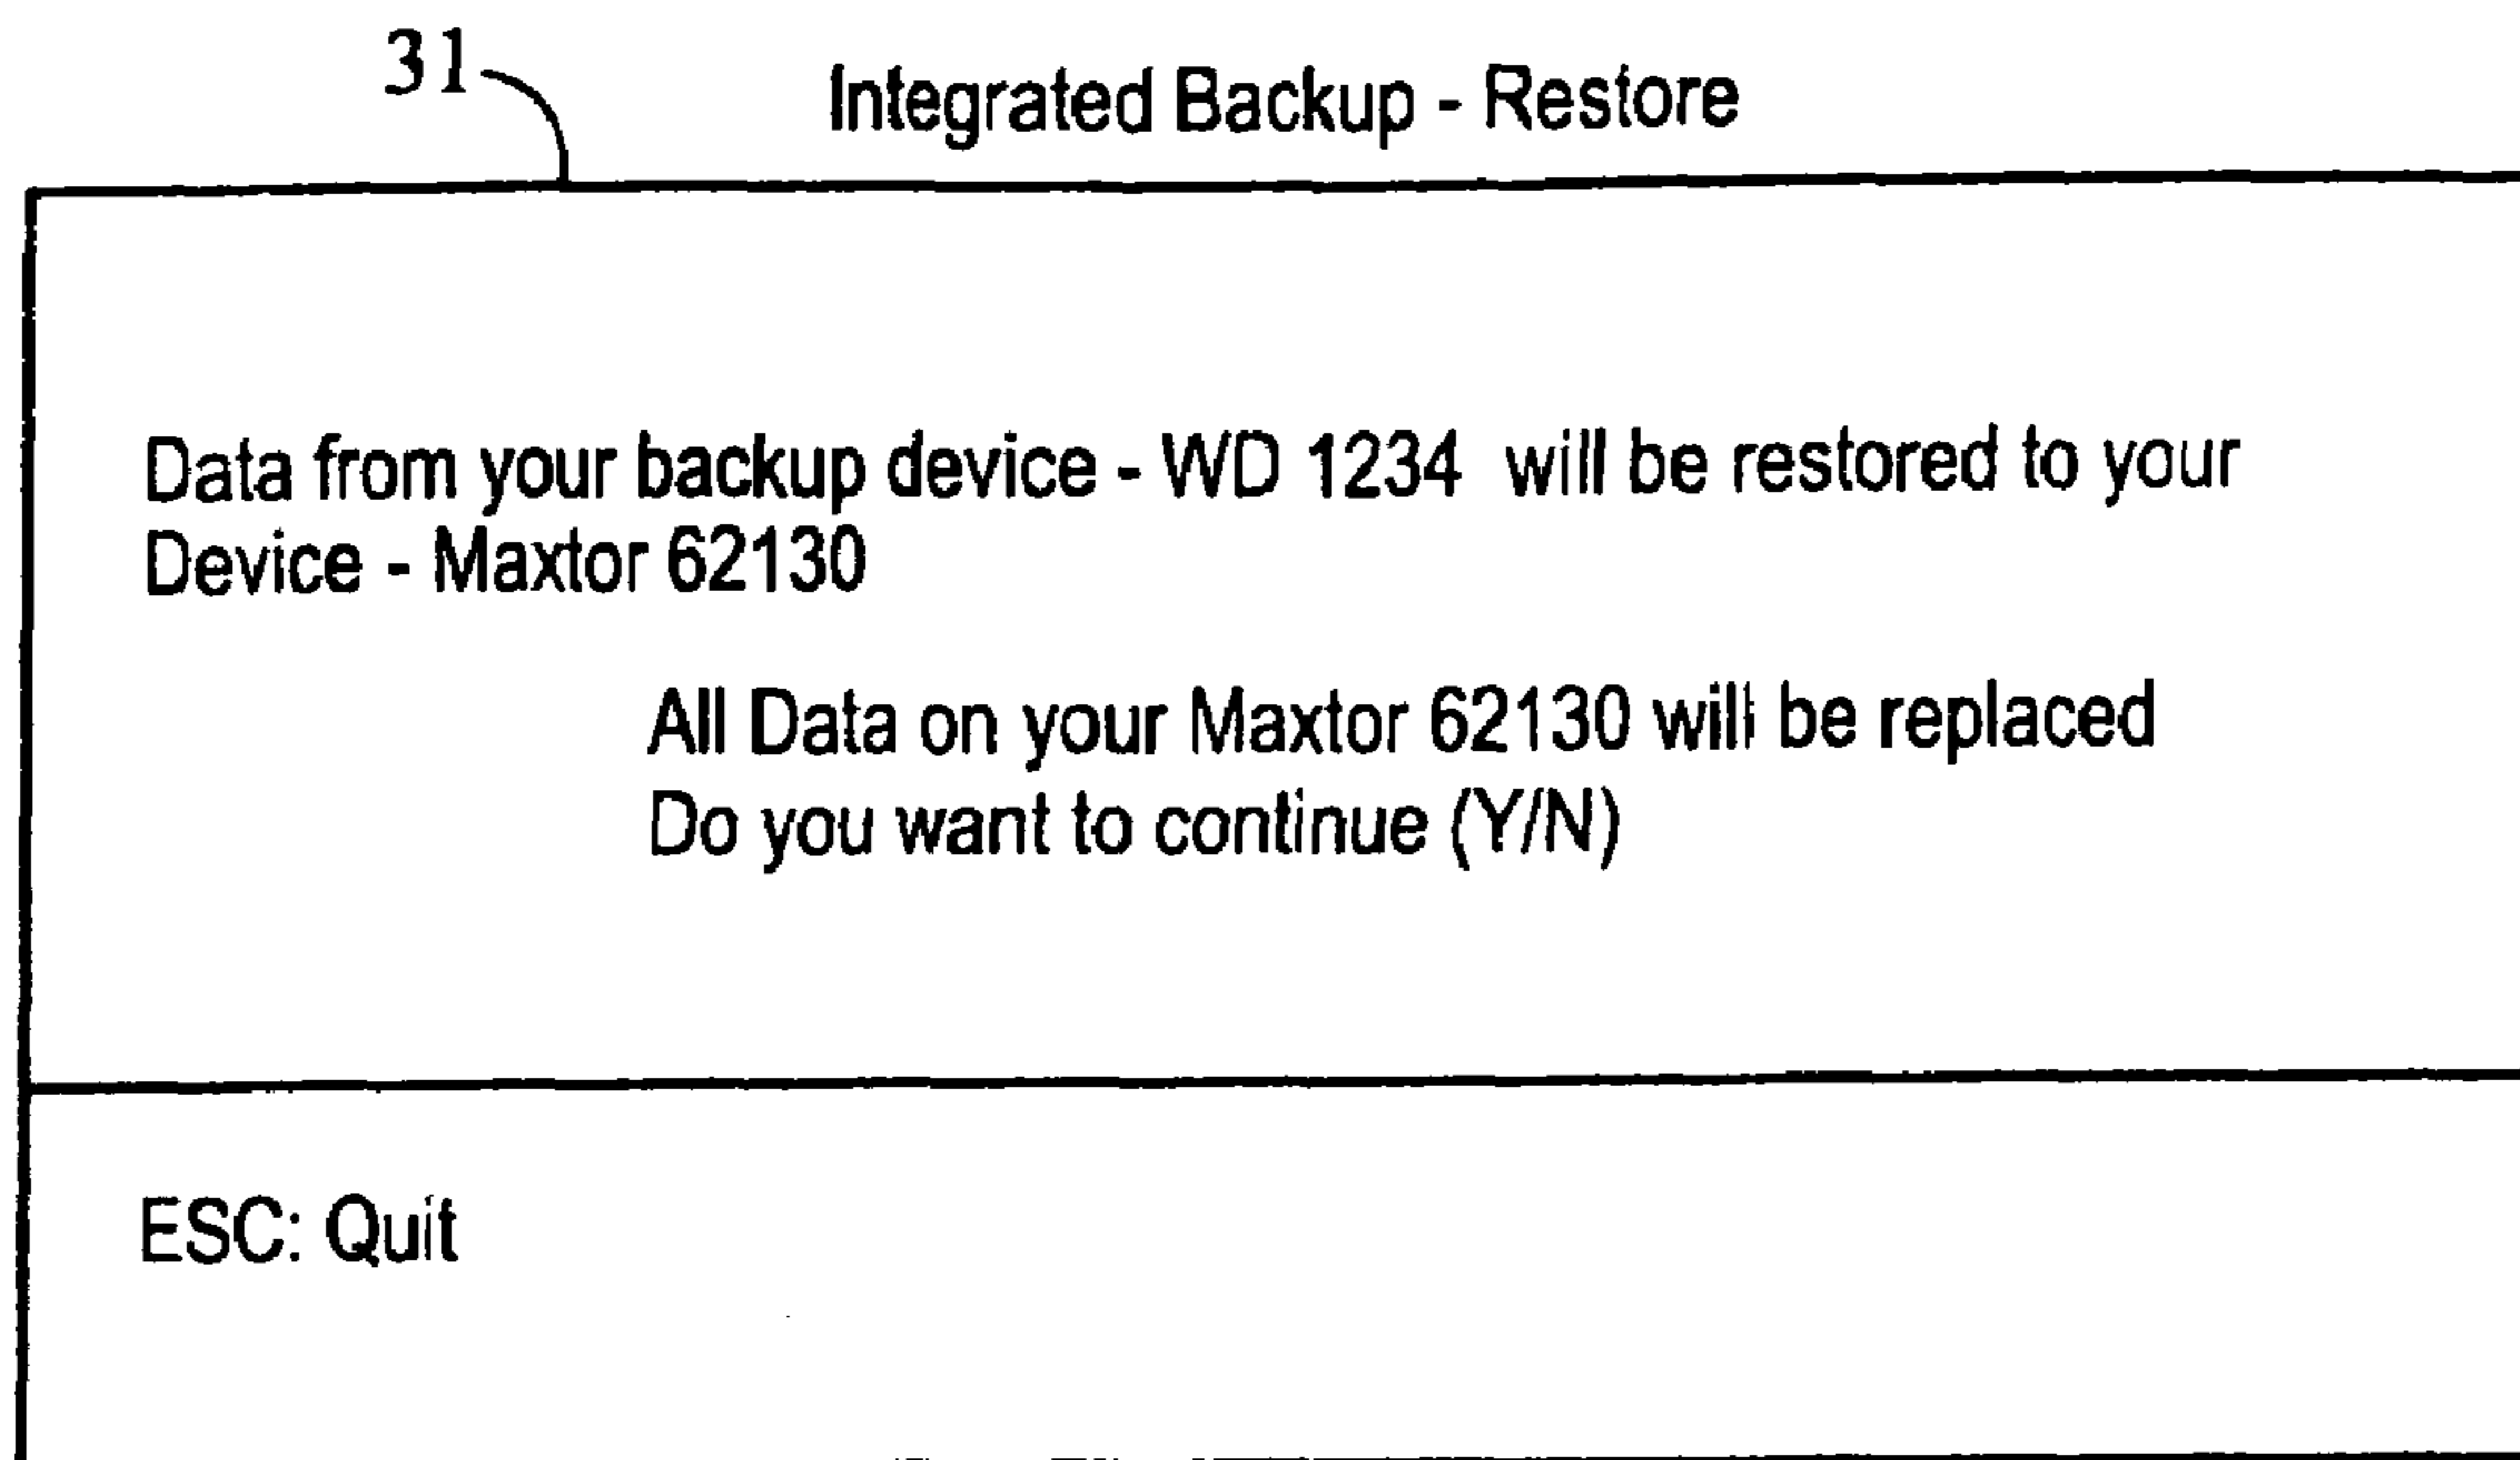 31
Integrated Backup - Restore
Data from your backup device - WD 1234 will be restored to your
Device - Maxtor 62130
All Data on your Maxtor 62130 will be replaced
Do you want to continue (Y/N)
ESC: Quit